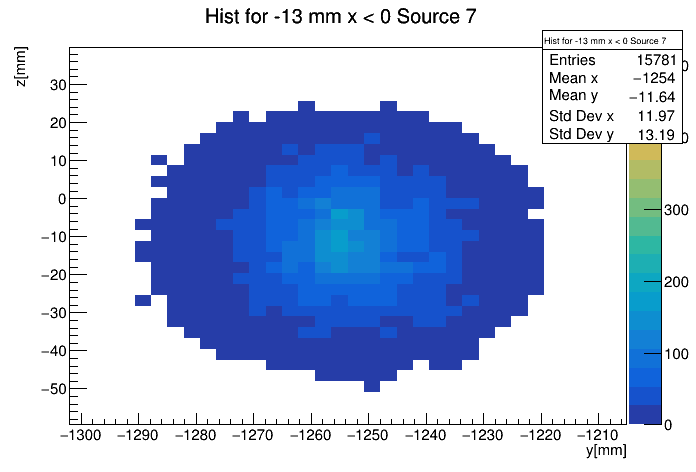 Hist for -13 mm x < 0 Source 7
z[mm]
Hist for -13 mm x < 0 Source 7
Entries 15781
Mean x −1254
Mean y −11.64
Std Dev x 11.97
Std Dev y 13.19
30
20
10
0
−10
−20
−30
−40
−50
0
0
300
200
100
0
−1300 −1290 −1280 −1270 −1260 −1250 −1240 −1230 −1220 −1210
y[mm]